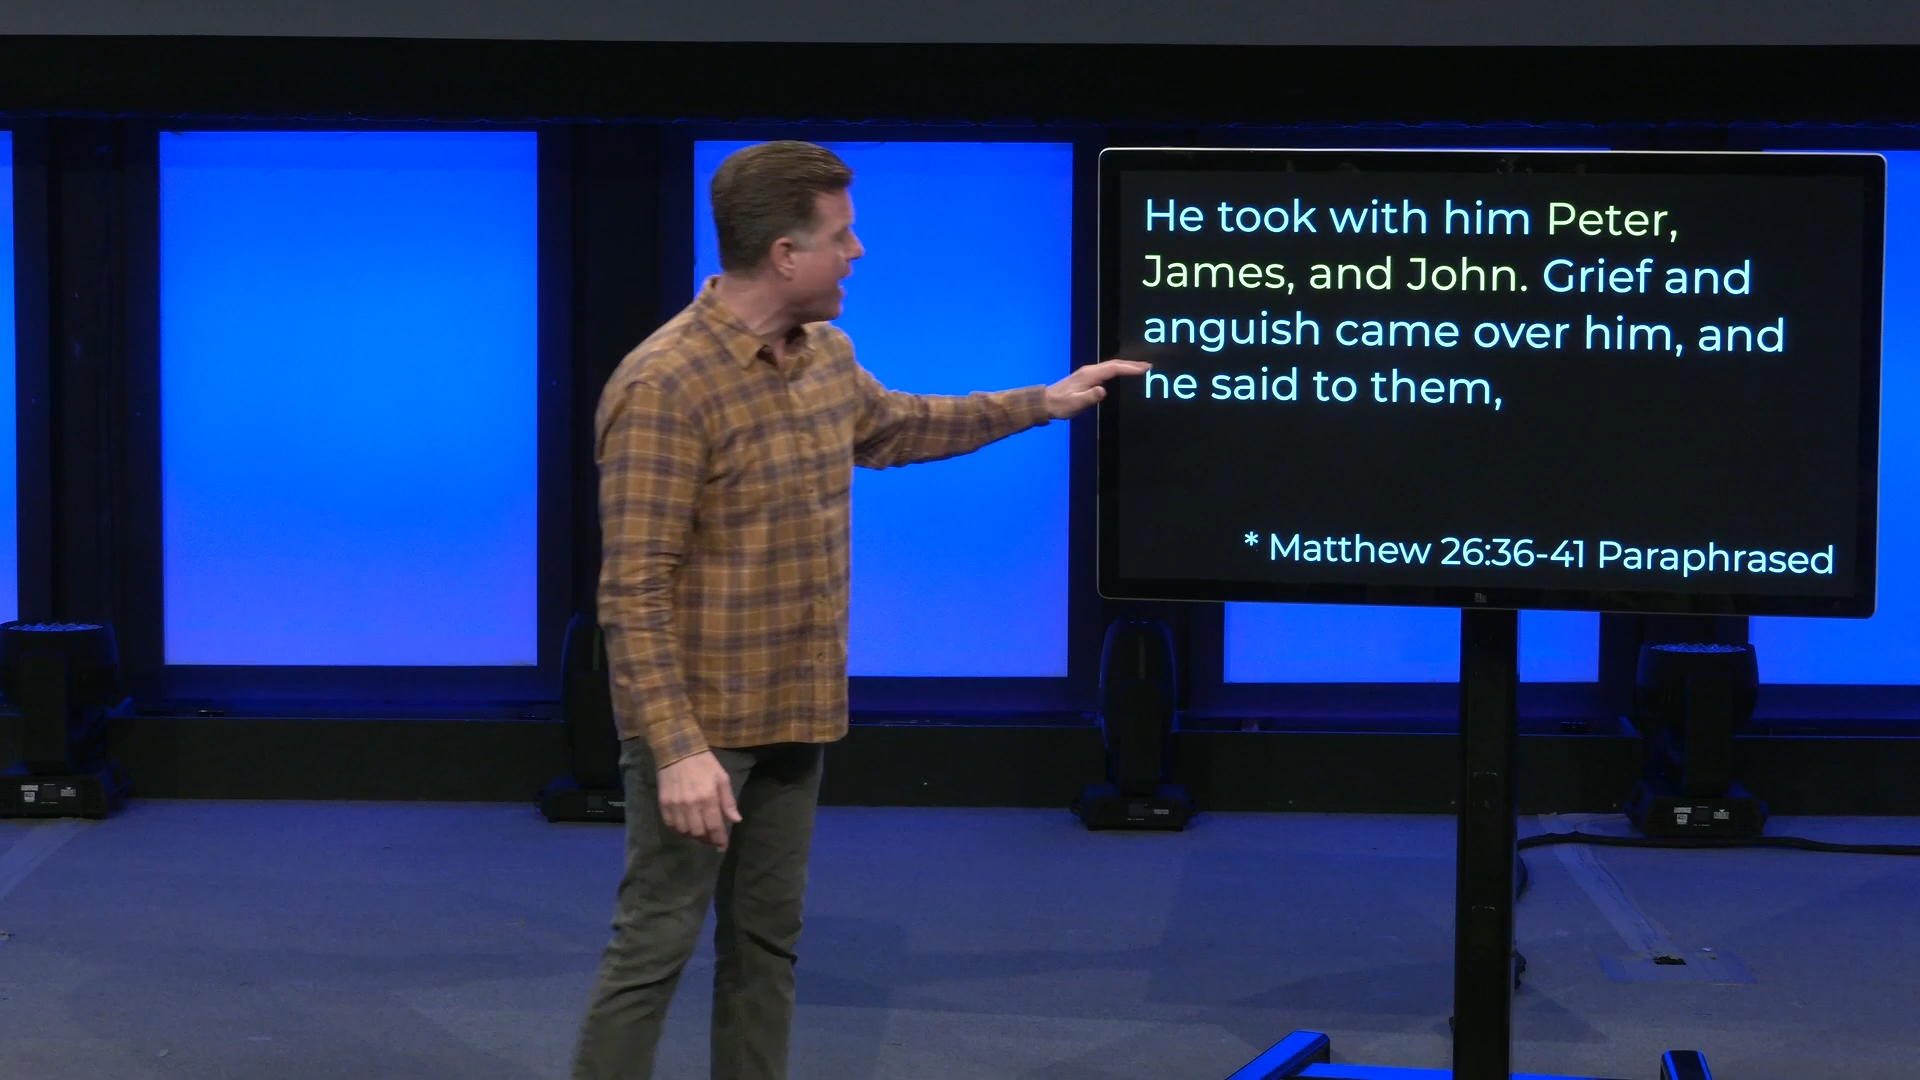 He took with him Peter,
James, and John. Grief and
anguish came over him, and
he said to them,
* Matthew 26:36-41 Paraphrased